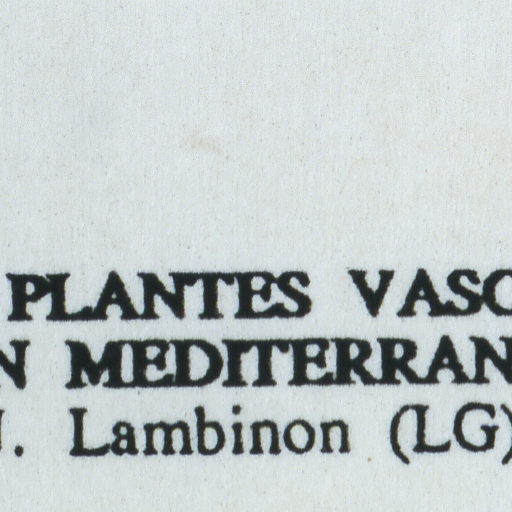 PLANTES VASC
N MEDITERRAN
. Lambinon (LG)